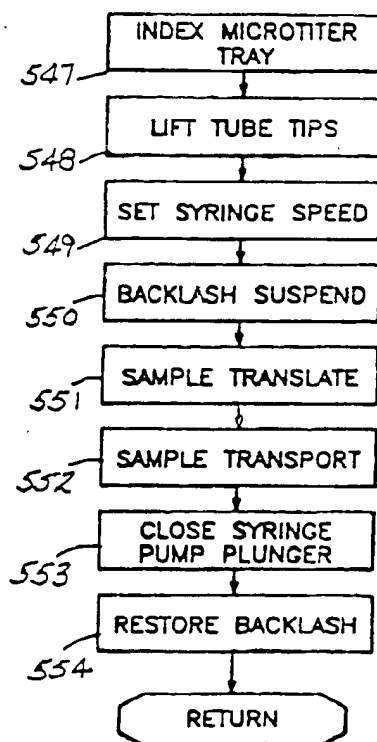 INDEX MICROTITER
TRAY
547
LIFT TUBE TIPS
548
SET SYRINGE SPEED
549
BACKLASH SUSPEND
550
SAMPLE TRANSLATE
551
SAMPLE TRANSPORT
552
CLOSE SYRINGE
PUMP PLUNGER
553
RESTORE BACKLASH
554
RETURN